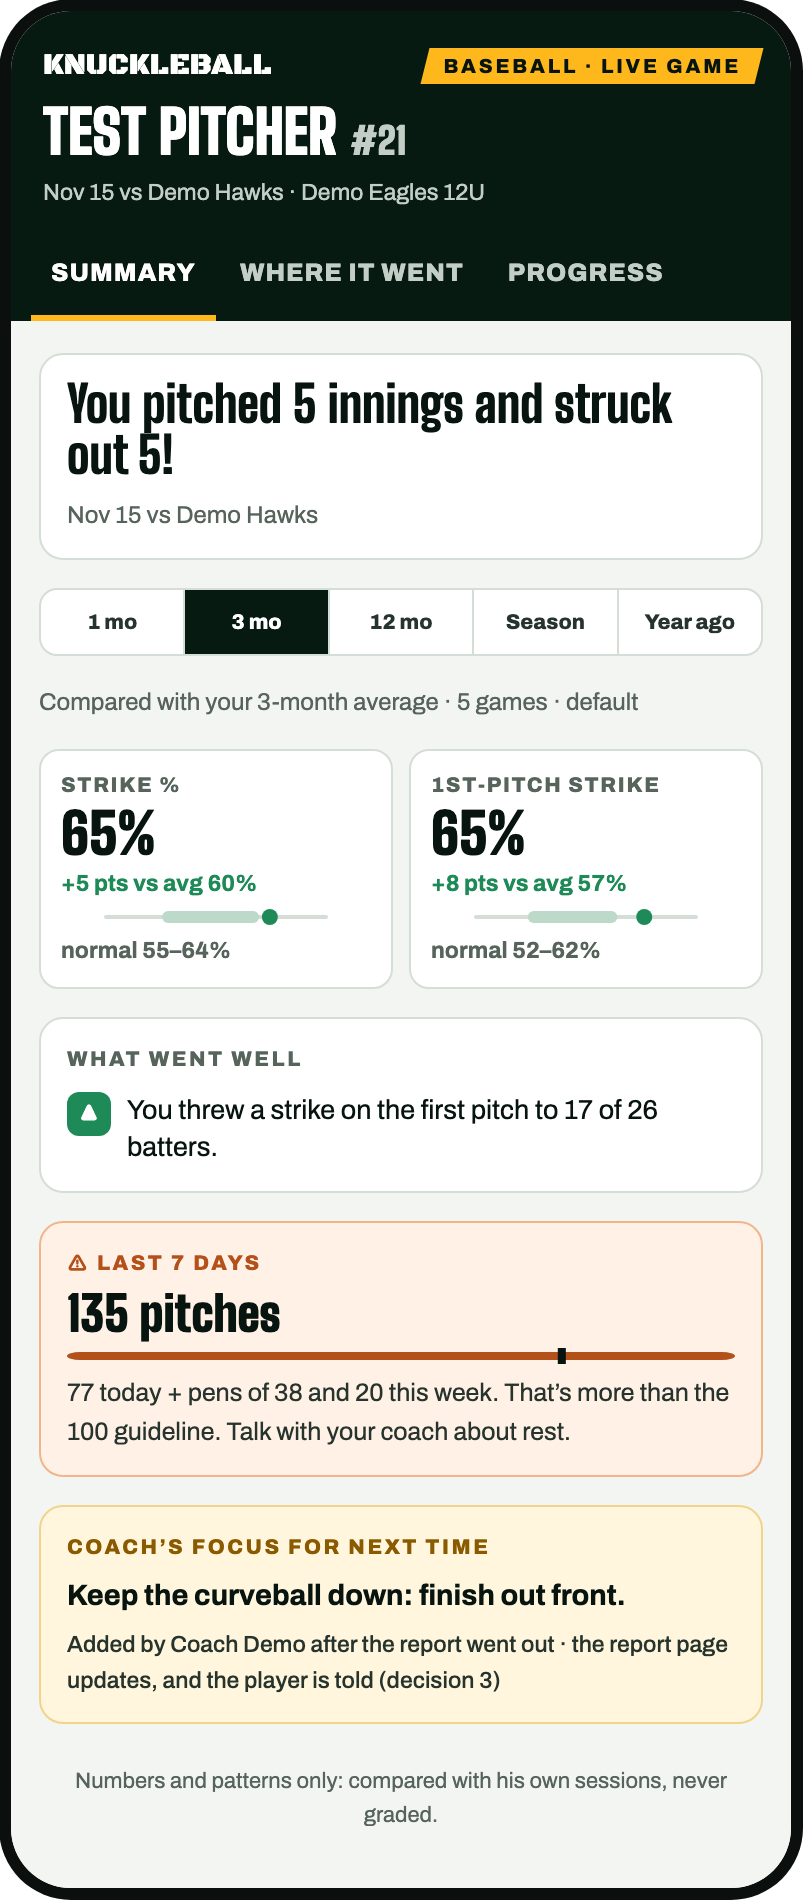 KNUCKLEBALL
BASEBALL · LIVE GAME
TEST PITCHER #21
Nov 15 vs Demo Hawks · Demo Eagles 12U
SUMMARY
WHERE IT WENT
PROGRESS
You pitched 5 innings and struck
out 5!
Nov 15 vs Demo Hawks
1 mo
3 mo
12 mo
Season
Year ago
Compared with your 3-month average · 5 games · default
STRIKE %
65%
+5 pts vs avg 60%
normal 55–64%
1ST-PITCH STRIKE
65%
+8 pts vs avg 57%
normal 52–62%
WHAT WENT WELL
You threw a strike on the first pitch to 17 of 26
batters.
LAST 7 DAYS
135 pitches
77 today + pens of 38 and 20 this week. That’s more than the
100 guideline. Talk with your coach about rest.
COACH’S FOCUS FOR NEXT TIME
Keep the curveball down: finish out front.
Added by Coach Demo after the report went out · the report page
updates, and the player is told (decision 3)
Numbers and patterns only: compared with his own sessions, never
graded.